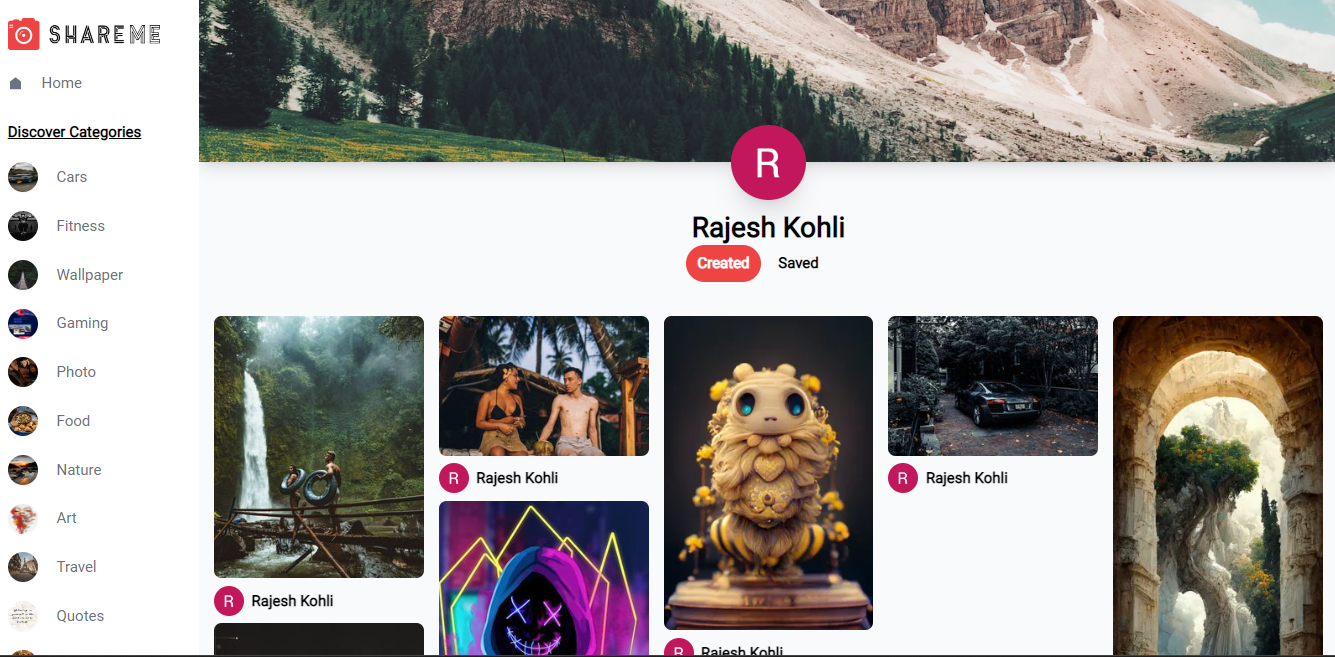 SHAREME
Home
Discover Categories
Cars
Fitness
Wallpaper
Gaming
Photo
Food
Nature
Art
Travel
Quotes
R
Rajesh Kohli
Created
Saved
R Rajesh Kohli
R Rajesh Kohli
R Rajesh Kohli
R Rajesh Kohli